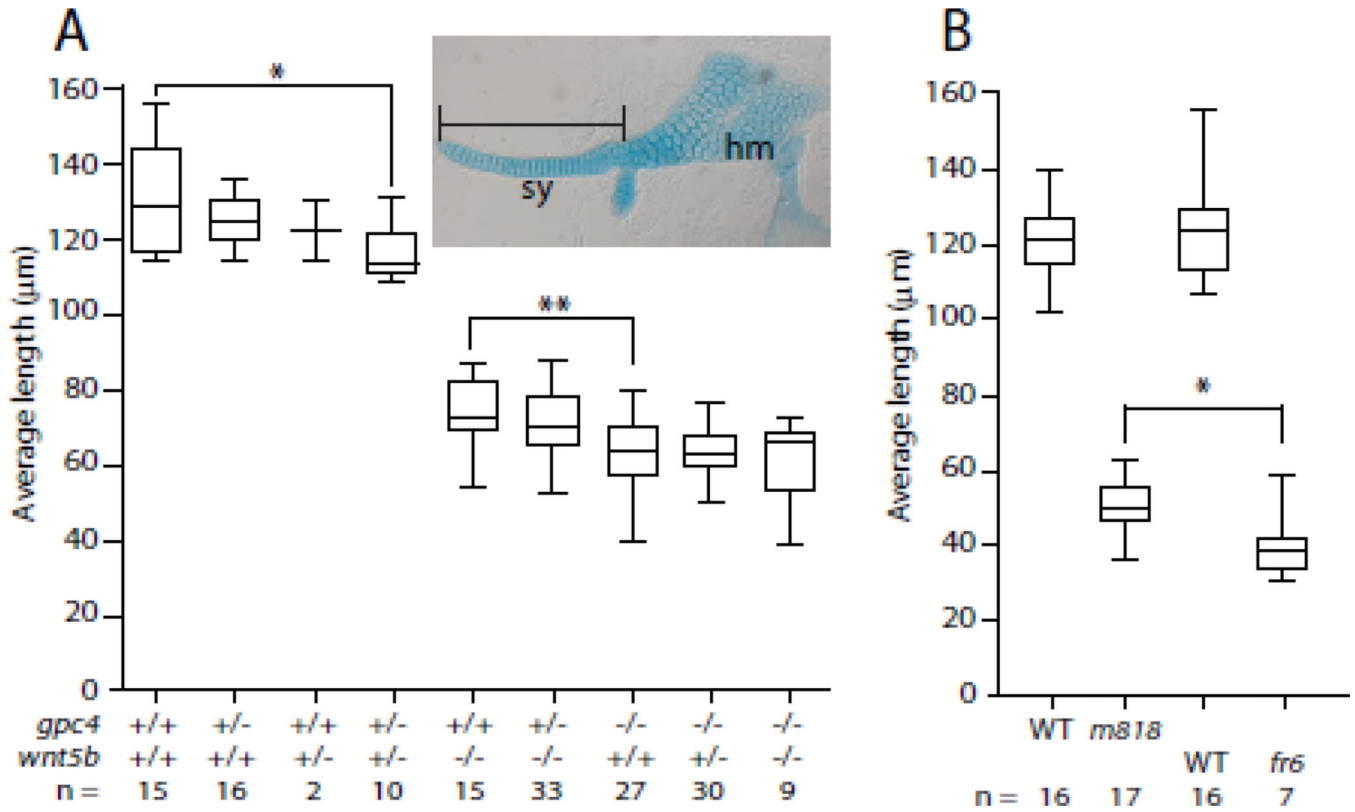 A
B
*
160
140
120
100
80
60
40
20
0
Average length (μm)
sy
hm
**
gpc4 +/+ +/- +/+ +/- +/+ +/- -/- -/- -/-
wnt5b +/+ +/+ +/- +/- -/- -/- +/+ +/- -/-
n = 15 16 2 10 15 33 27 30 9
160
140
120
100
80
60
40
20
0
Average length (μm)
*
WT m818
WT fr6
n = 16 17 16 7